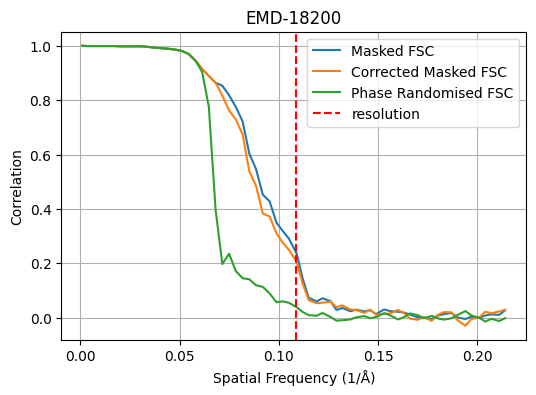 EMD-18200
Masked FSC
Corrected Masked FSC
Phase Randomised FSC
resolution
Correlation
1.0
0.8
0.6
0.4
0.2
0.0
0.00 0.05 0.10 0.15 0.20
Spatial Frequency (1/Å)